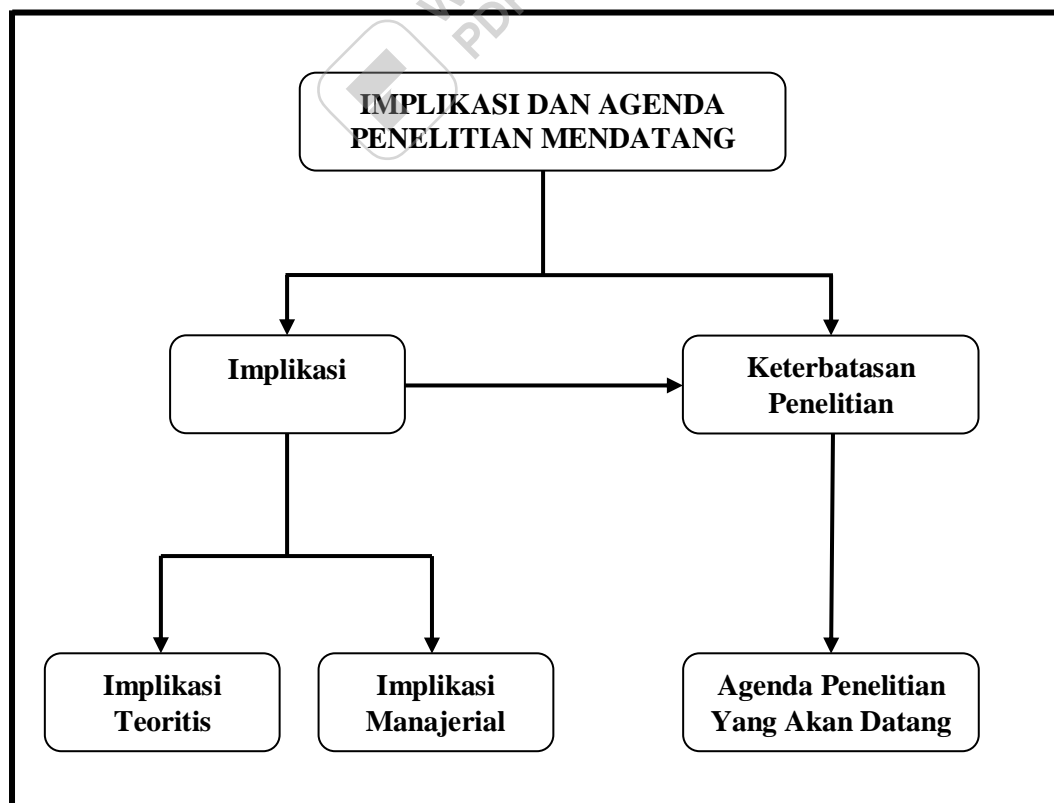 IMPLIKASI DAN AGENDA
PENELITIAN MENDATANG
Implikasi
Keterbatasan
Penelitian
Implikasi
Teoritis
Implikasi
Manajerial
Agenda Penelitian
Yang Akan Datang